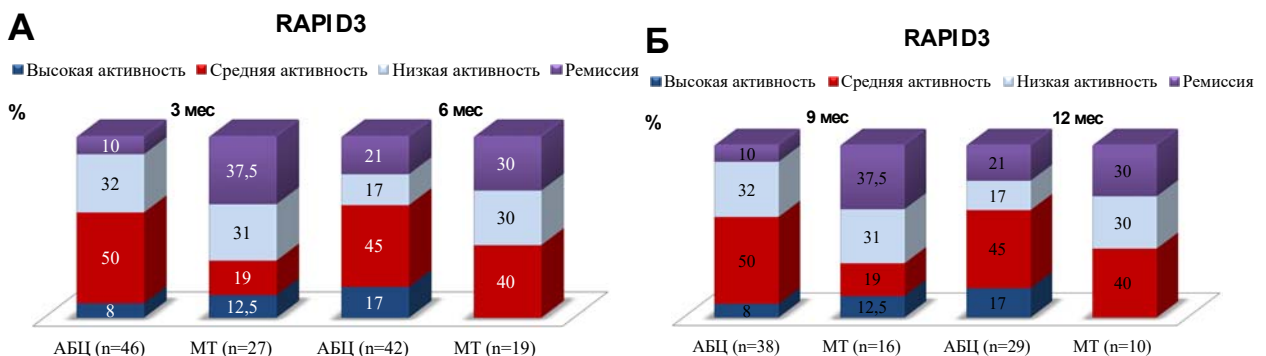 А
RAPID3
Высокая активность Средняя активность Низкая активность Ремиссия
%
3 мес 6 мес
10 37,5 21 30
32 31 17 30
50 19 45 40
8 12,5 17
АБЦ (n=46) МТ (n=27) АБЦ (n=42) МТ (n=19)
Б
RAPID3
Высокая активность Средняя активность Низкая активность Ремиссия
%
9 мес 12 мес
10 37,5 21 30
32 31 17 30
50 19 45 40
8 12,5 17
АБЦ (n=38) МТ (n=16) АБЦ (n=29) МТ (n=10)